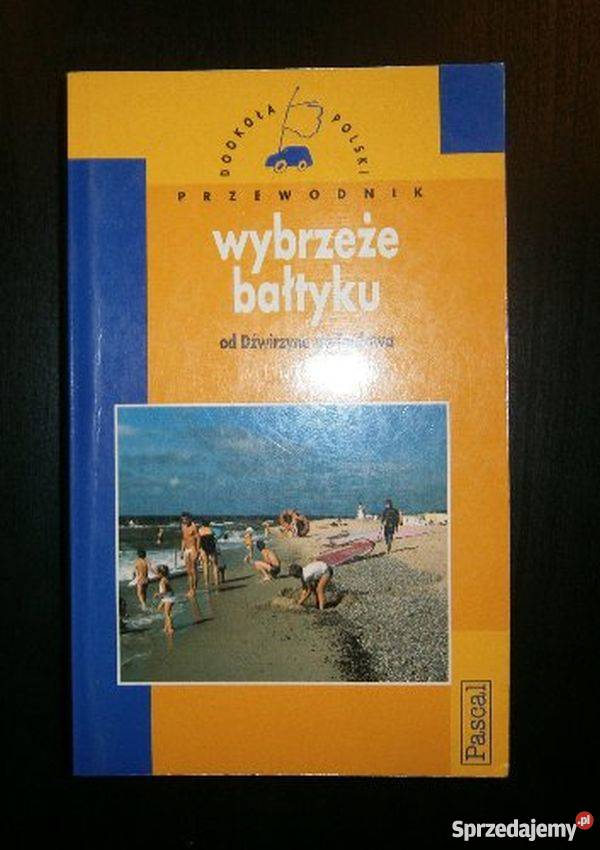 DOOKOŁA POLSKI
PRZEWODNIK
wybrzeże
bałtyku
od Dźwirzyna
Pascal
Sprzedajemy.pl